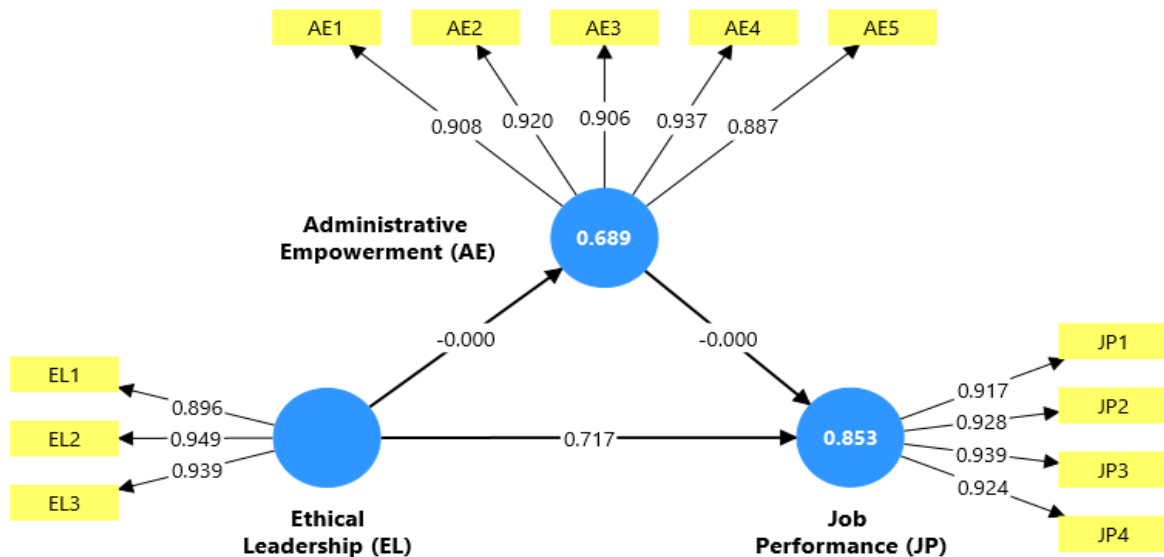 AE1 AE2 AE3 AE4 AE5
0.908 0.920 0.906 0.937 0.887
Administrative
Empowerment (AE)
0.689
-0.000 -0.000
EL1
EL2
EL3
0.896
0.949
0.939
0.717
0.853
JP1
JP2
JP3
JP4
0.917
0.928
0.939
0.924
Ethical
Leadership (EL)
Job
Performance (JP)